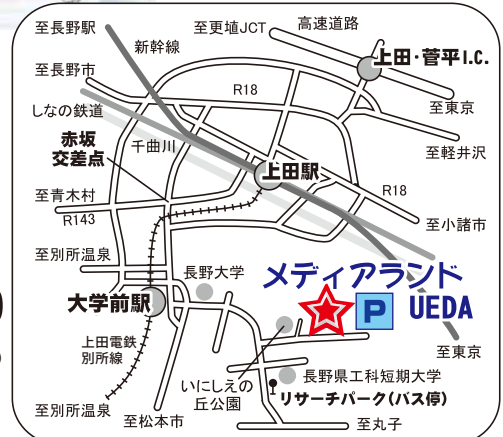 至長野駅
至更埴JCT
高速道路
新幹線
上田・菅平I.C.
至長野市
R18
至東京
しなの鉄道
赤坂
交差点
千曲川
至軽井沢
上田駅
至青木村
R18
R143
至小諸市
至別所温泉
長野大学
メディアランド
UEDA
P
大学前駅
上田電鉄
別所線
至東京
いにしえの
丘公園
長野県工科短期大学
リサーチパーク(バス停)
至別所温泉
至松本市
至丸子